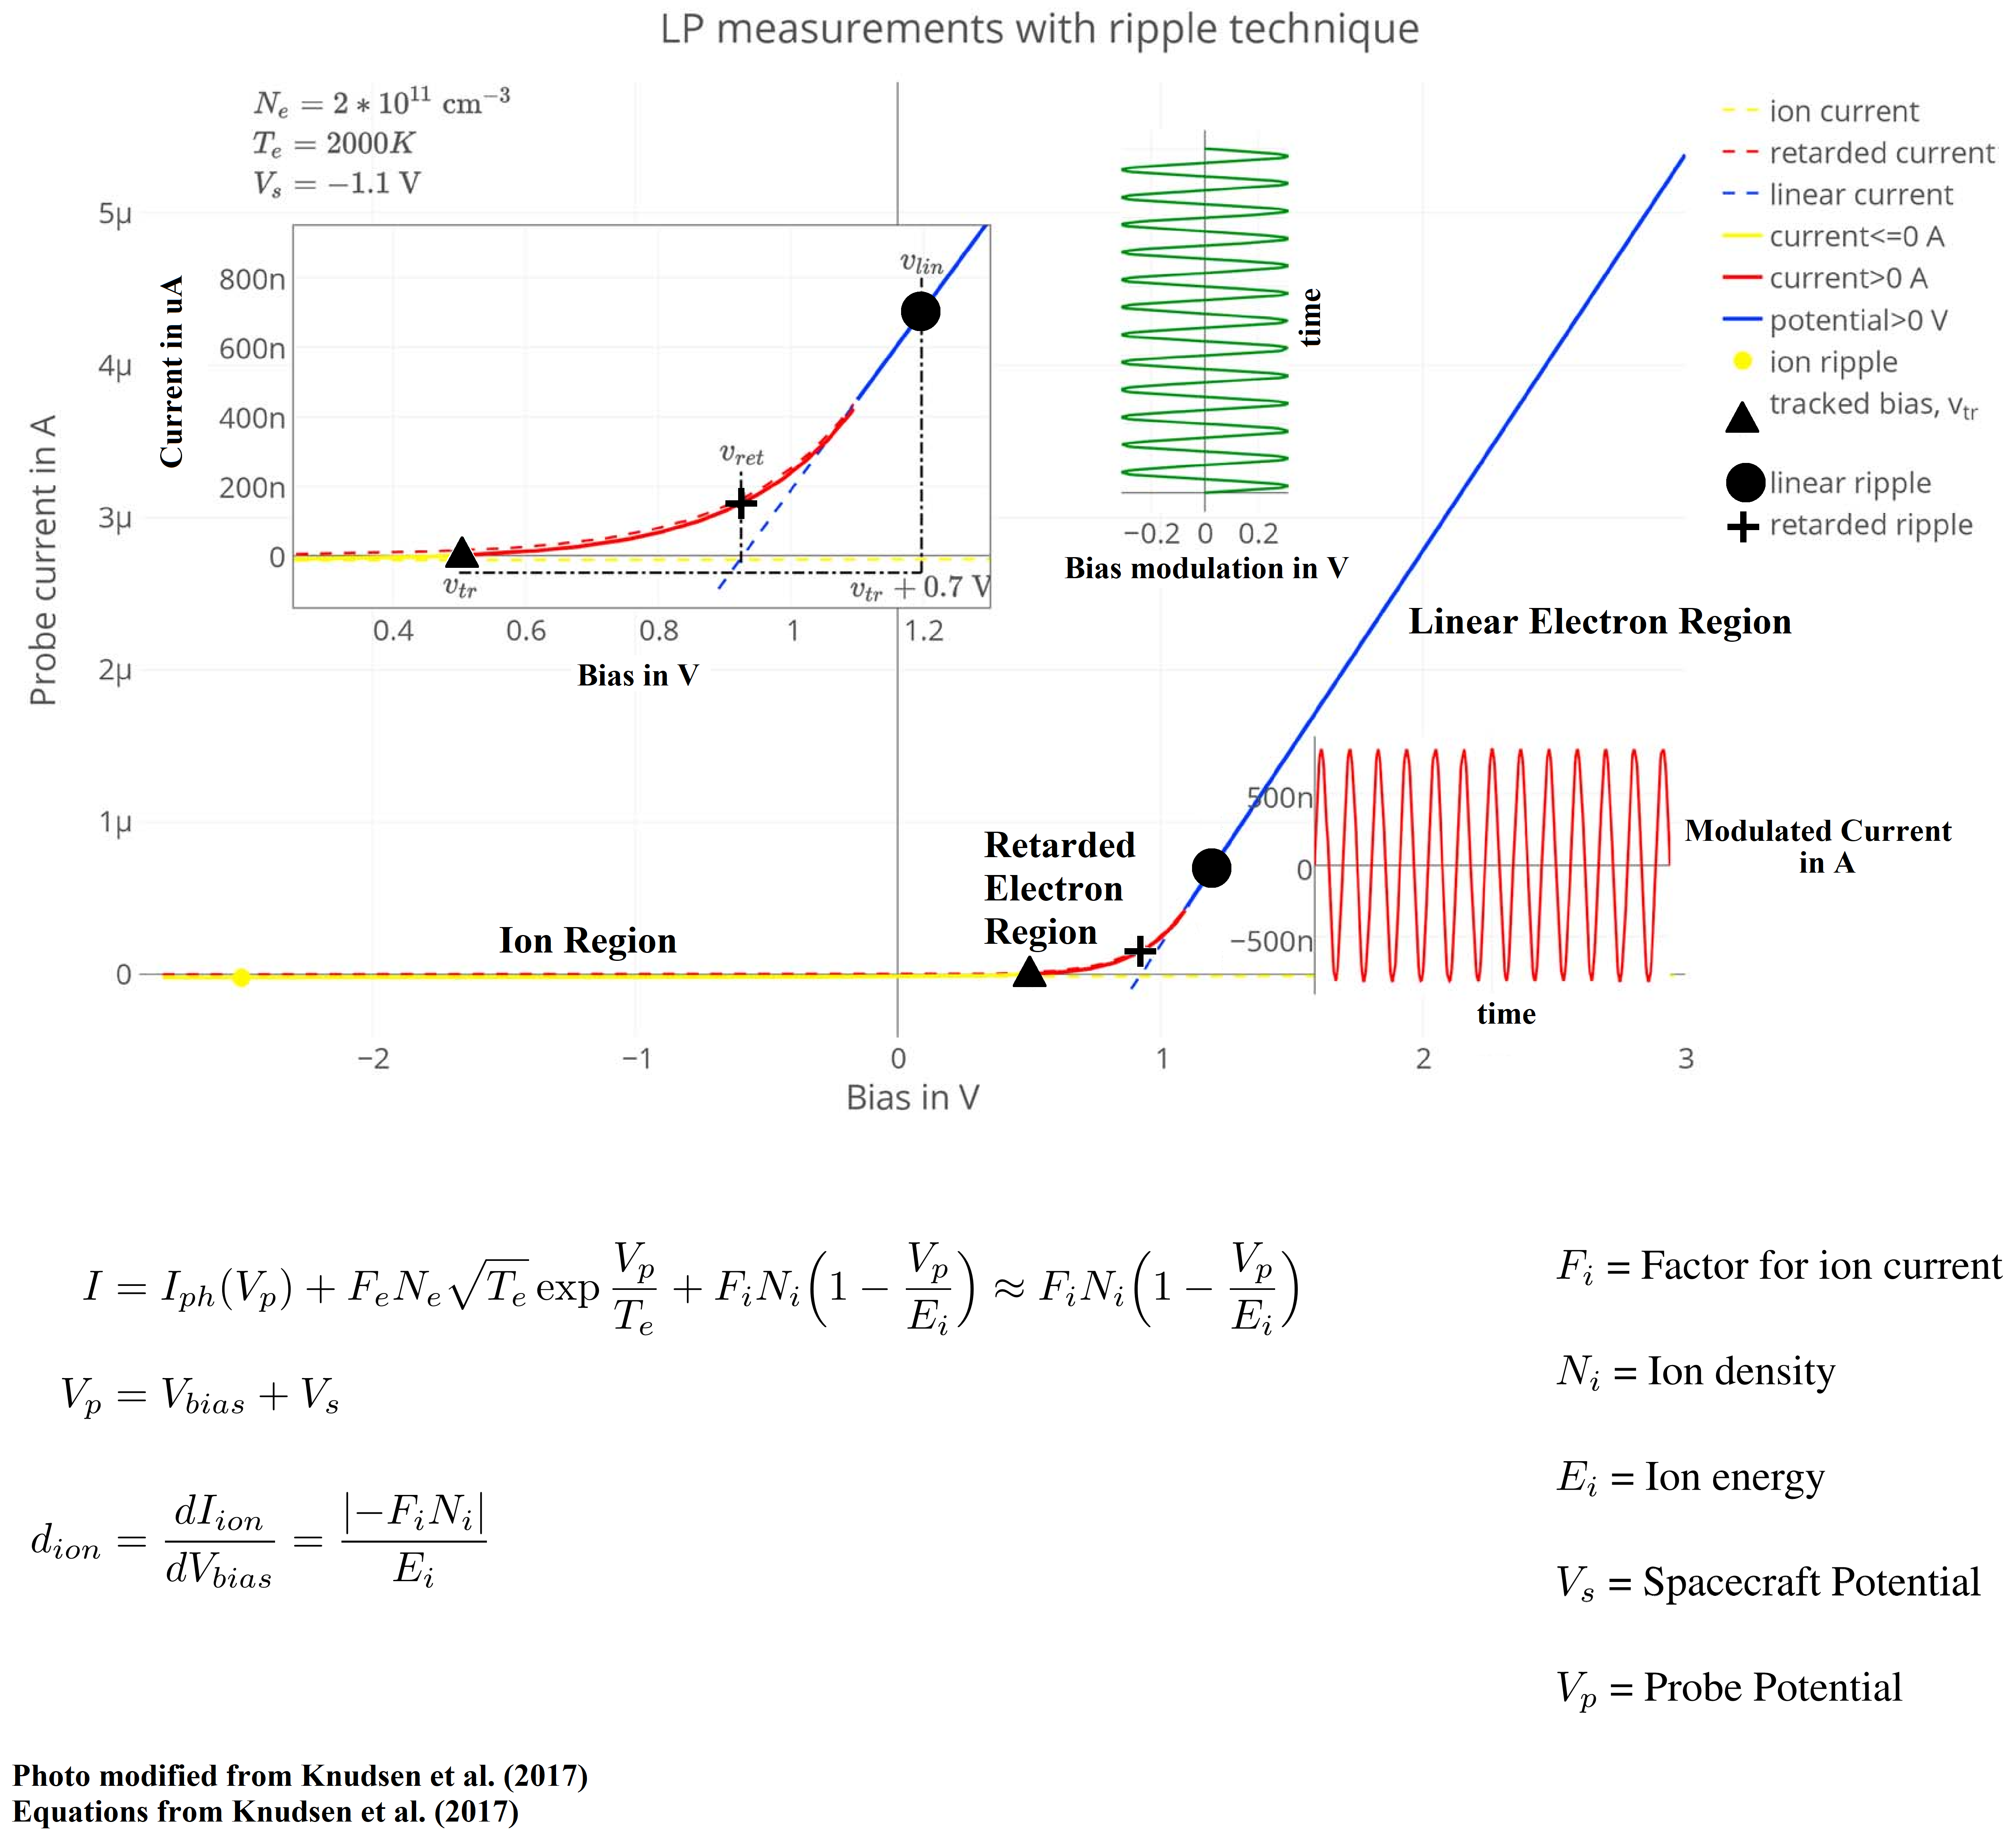 LP measurements with ripple technique
N_e = 2 ∗ 10^11 cm^−3
T_e = 2000K
V_s = −1.1 V
Probe current in A
5μ
4μ
3μ
2μ
1μ
0
−2
−1
0
1
2
3
Bias in V
Current in uA
800n
600n
400n
200n
0
v_lin
v_ret
v_tr
v_tr + 0.7 V
0.4
0.6
0.8
1
1.2
Bias in V
time
−0.2
0
0.2
Bias modulation in V
ion current
retarded current
linear current
current<=0 A
current>0 A
potential>0 V
ion ripple
tracked bias, v_tr
linear ripple
retarded ripple
Linear Electron Region
Retarded
Electron
Region
Ion Region
500n
0
−500n
Modulated Current
in A
time
I = I_ph(V_p) + F_e N_e √T_e exp V_p/T_e + F_i N_i (1 − V_p/E_i) ≈ F_i N_i (1 − V_p/E_i)
V_p = V_bias + V_s
d_ion = dI_ion/dV_bias = |−F_i N_i|/E_i
F_i = Factor for ion current
N_i = Ion density
E_i = Ion energy
V_s = Spacecraft Potential
V_p = Probe Potential
Photo modified from Knudsen et al. (2017)
Equations from Knudsen et al. (2017)